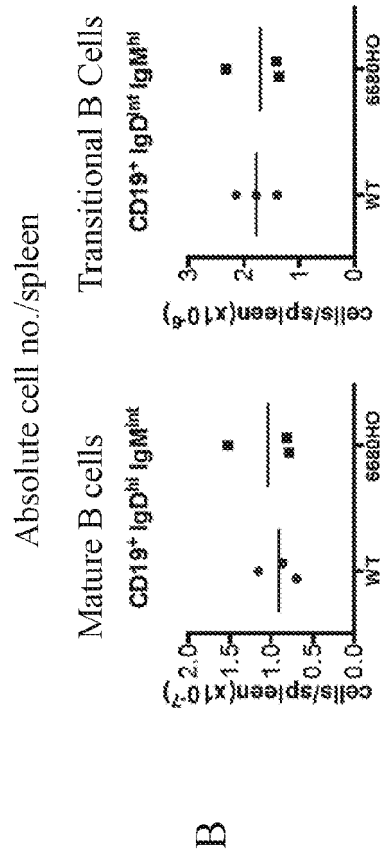 B
Absolute cell no./spleen
Mature B cells
CD19⁺ IgDʰⁱ IgMⁱⁿᵗ
cells/spleen(x10⁻⁷)
2.0
1.5
1.0
0.5
0.0
WT
6680HO
Transitional B Cells
CD19⁺ IgDⁱⁿᵗ IgMʰⁱ
cells/spleen(x10⁻⁶)
3
2
1
0
WT
6680HO